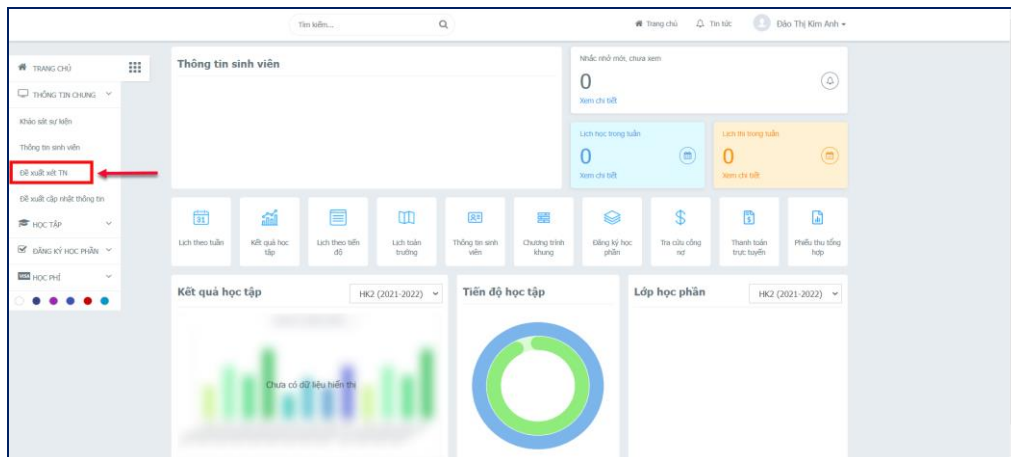 Tìm kiếm...
Trang chủ
Tin tức
Đào Thị Kim Anh
TRANG CHỦ
THÔNG TIN CHUNG
Khảo sát sự kiện
Thông tin sinh viên
Đề xuất xét TN
Đề xuất cập nhật thông tin
HỌC TẬP
ĐĂNG KÝ HỌC PHẦN
VISA HỌC PHÍ
Thông tin sinh viên
Nhắc nhở mới, chưa xem
0
Xem chi tiết
Lịch học trong tuần
0
Xem chi tiết
Lịch thi trong tuần
0
Xem chi tiết
31
Lịch theo tuần
Kết quả học
tập
Lịch theo tiến
độ
Lịch toàn
trường
Thông tin sinh
viên
Chương trình
khung
Đăng ký học
phần
$
Tra cứu công
nợ
$
Thanh toán
trực tuyến
Phiếu thu tổng
hợp
Kết quả học tập
HK2 (2021-2022)
Chưa có dữ liệu hiển thị
Tiến độ học tập
Lớp học phần
HK2 (2021-2022)